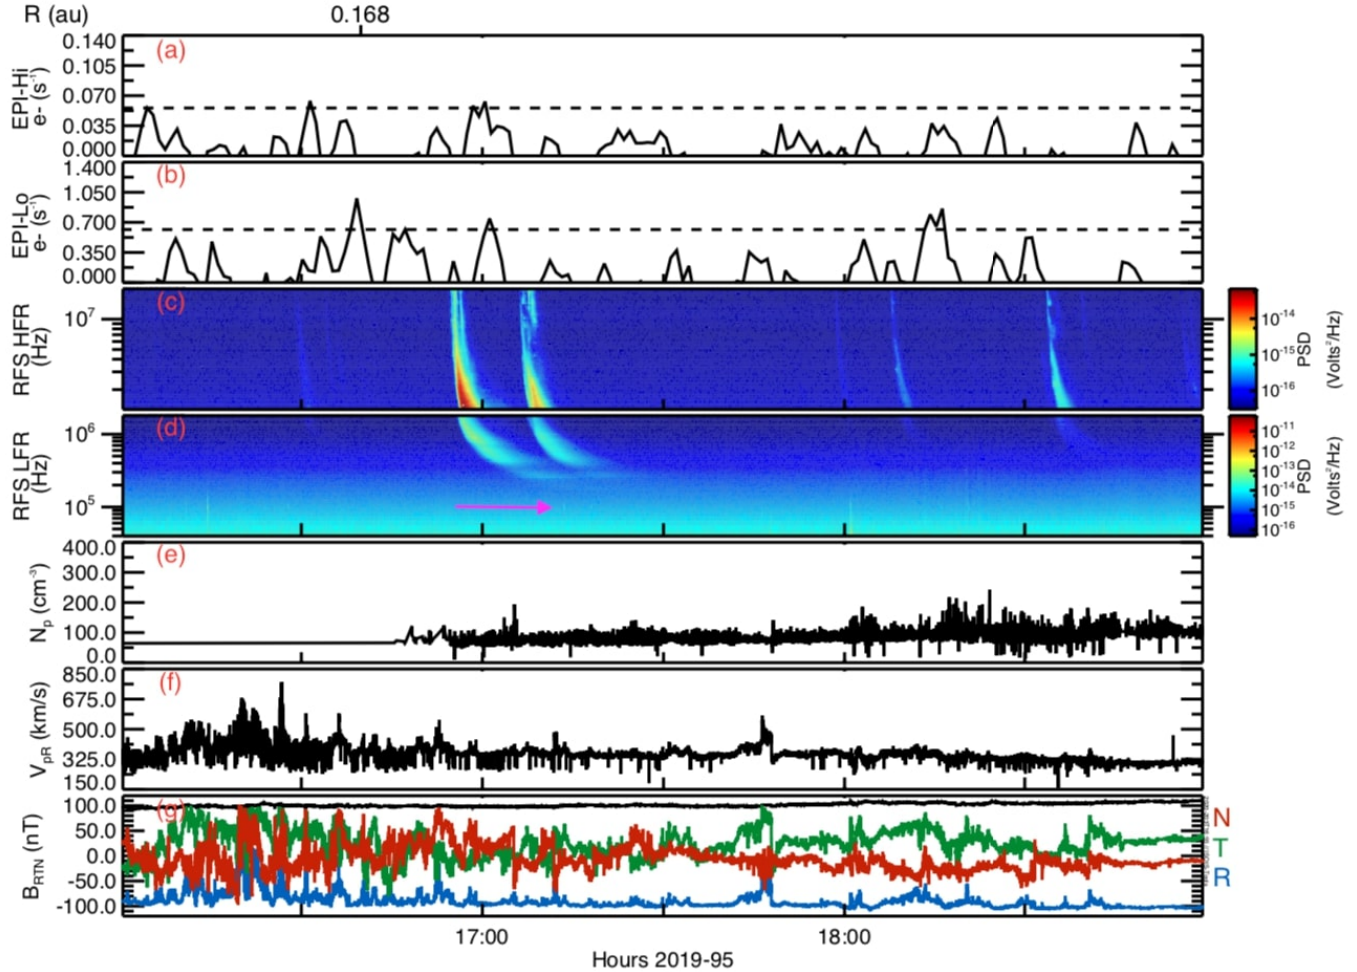 R (au)
0.168
(a)
EPI-Hi
e- (s⁻¹)
0.140
0.105
0.070
0.035
0.000
(b)
EPI-Lo
e- (s⁻¹)
1.400
1.050
0.700
0.350
0.000
(c)
RFS HFR
(Hz)
10⁷
10⁻¹⁴
10⁻¹⁵
10⁻¹⁶
PSD
(Volts²/Hz)
(d)
RFS LFR
(Hz)
10⁶
10⁵
10⁻¹¹
10⁻¹²
10⁻¹³
10⁻¹⁴
10⁻¹⁵
10⁻¹⁶
PSD
(Volts²/Hz)
(e)
Nₚ (cm⁻³)
400.0
300.0
200.0
100.0
0.0
(f)
VₚR (km/s)
850.0
675.0
500.0
325.0
150.0
(g)
B_RTN (nT)
100.0
50.0
0.0
-50.0
-100.0
N
T
R
17:00
18:00
Hours 2019-95